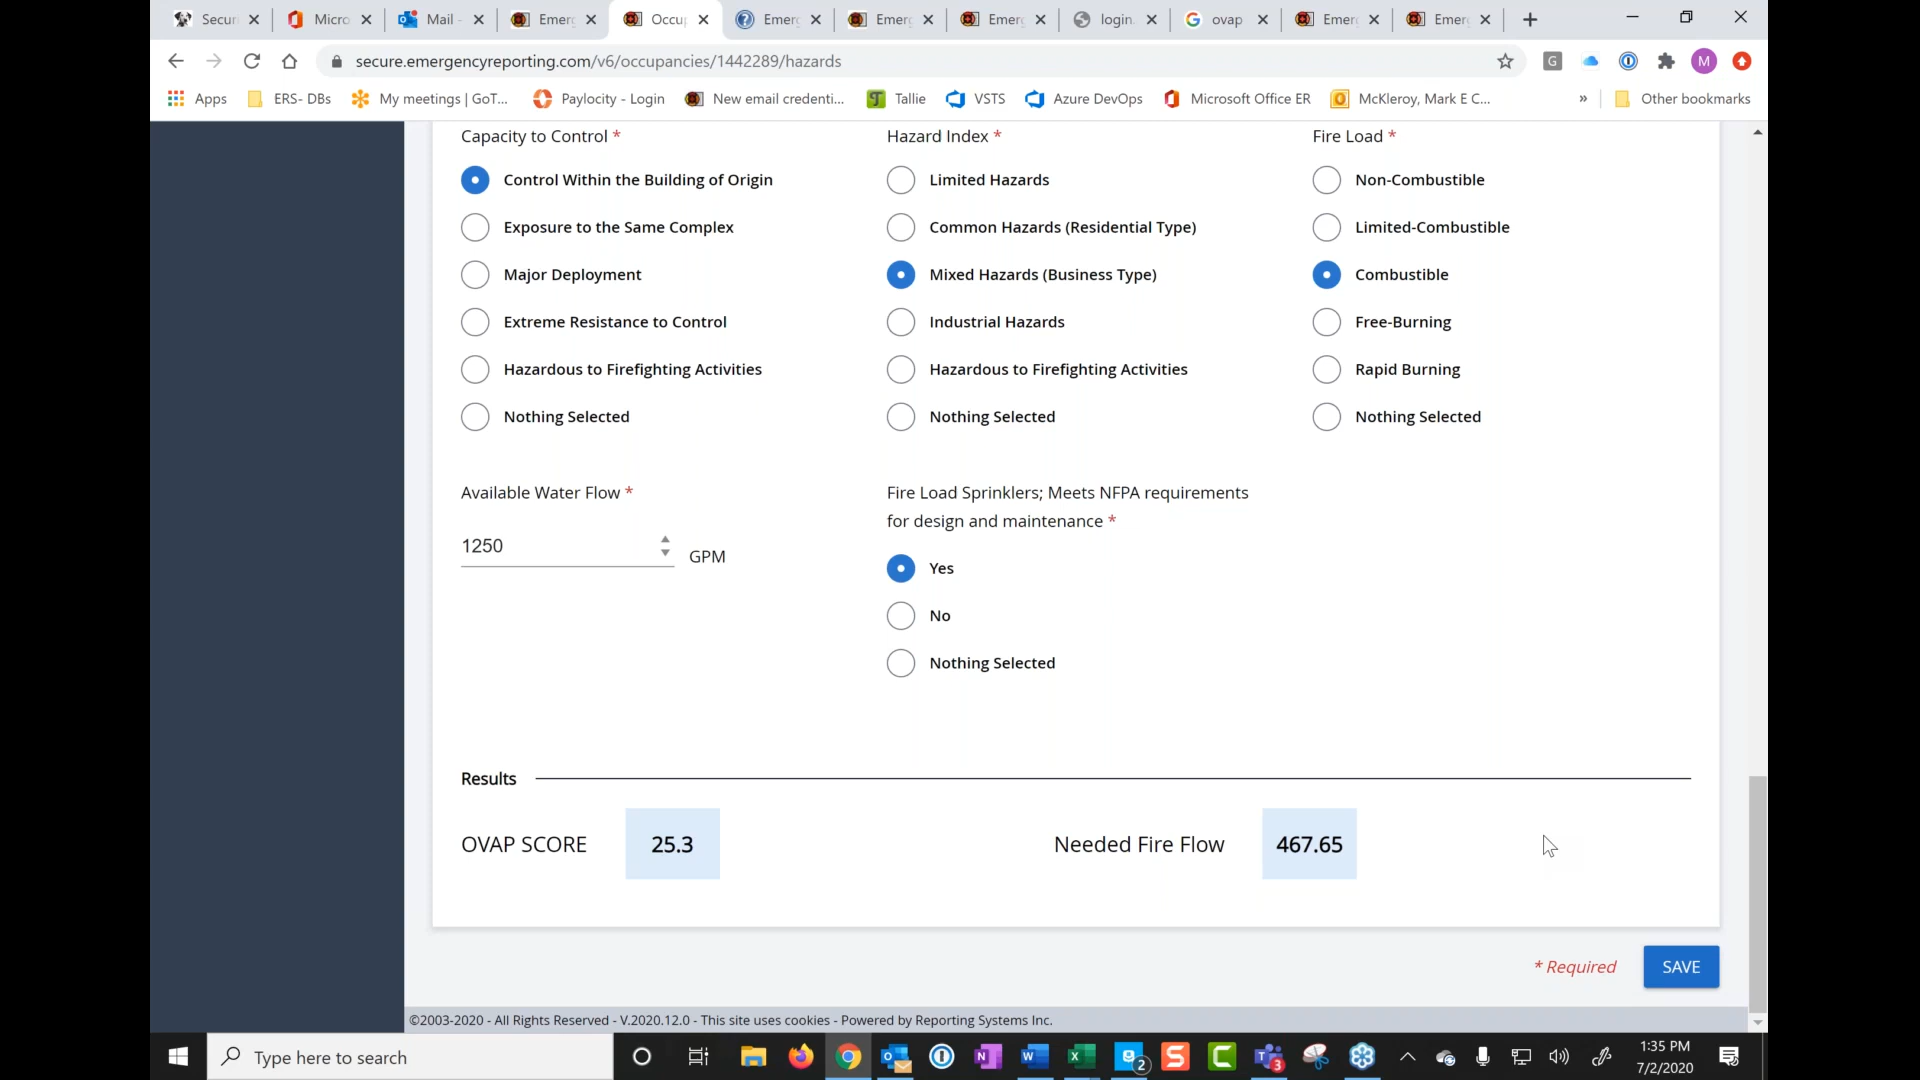 Secur
Micro
Mail -
Emerg
Occup
Emerg
Emerg
Emerg
login.
ovap
Emer
Emerg
secure.emergencyreporting.com/v6/occupancies/1442289/hazards
G
M
Apps
ERS- DBs
My meetings | GoT...
Paylocity - Login
New email credenti...
Tallie
VSTS
Azure DevOps
Microsoft Office ER
McKleroy, Mark E C...
»
Other bookmarks
Capacity to Control *
Control Within the Building of Origin
Exposure to the Same Complex
Major Deployment
Extreme Resistance to Control
Hazardous to Firefighting Activities
Nothing Selected
Hazard Index *
Limited Hazards
Common Hazards (Residential Type)
Mixed Hazards (Business Type)
Industrial Hazards
Hazardous to Firefighting Activities
Nothing Selected
Fire Load *
Non-Combustible
Limited-Combustible
Combustible
Free-Burning
Rapid Burning
Nothing Selected
Available Water Flow *
1250
GPM
Fire Load Sprinklers; Meets NFPA requirements
for design and maintenance *
Yes
No
Nothing Selected
Results
OVAP SCORE
25.3
Needed Fire Flow
467.65
* Required
SAVE
©2003-2020 - All Rights Reserved - V.2020.12.0 - This site uses cookies - Powered by Reporting Systems Inc.
Type here to search
2
3
1:35 PM
7/2/2020